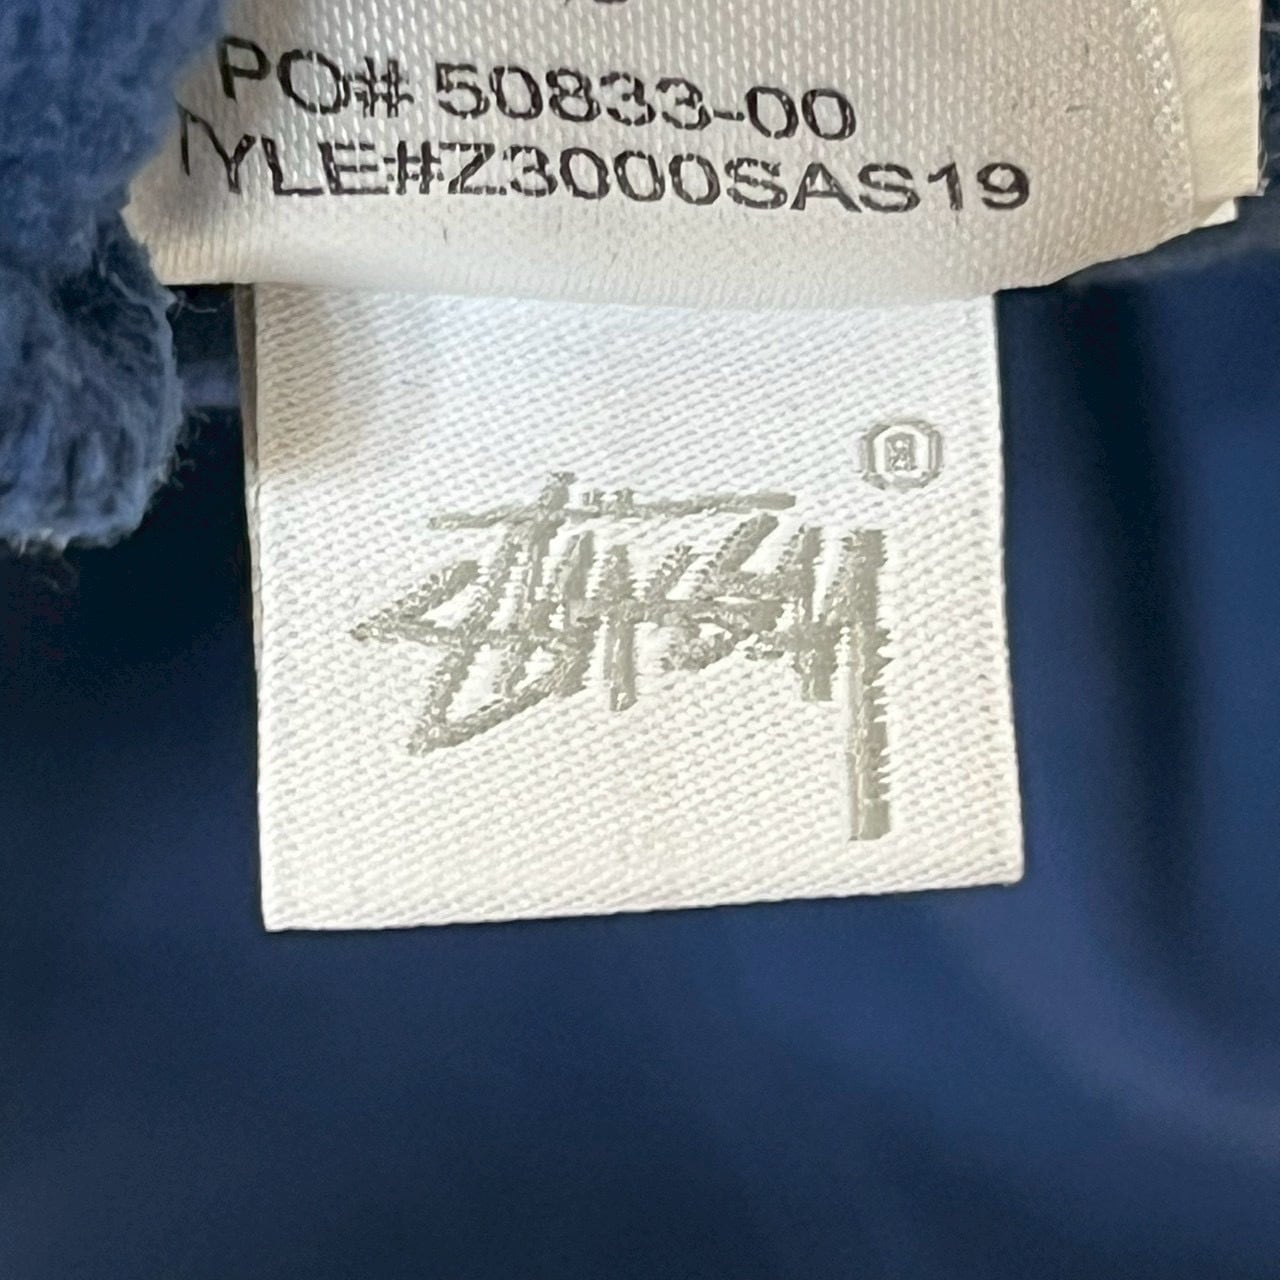 PO# 50833-00
TYLE#Z3000SAS19
®
Stüssy